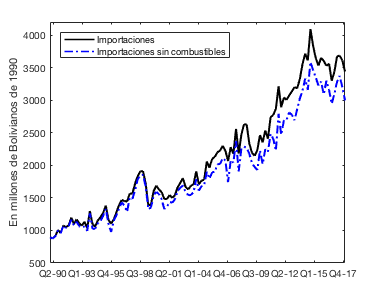 Importaciones
Importaciones sin combustibles
En millones de Bolivianos de 1990
4000
3500
3000
2500
2000
1500
1000
500
Q2-90 Q1-93 Q4-95 Q3-98 Q2-01 Q1-04 Q4-06 Q3-09 Q2-12 Q1-15 Q4-17